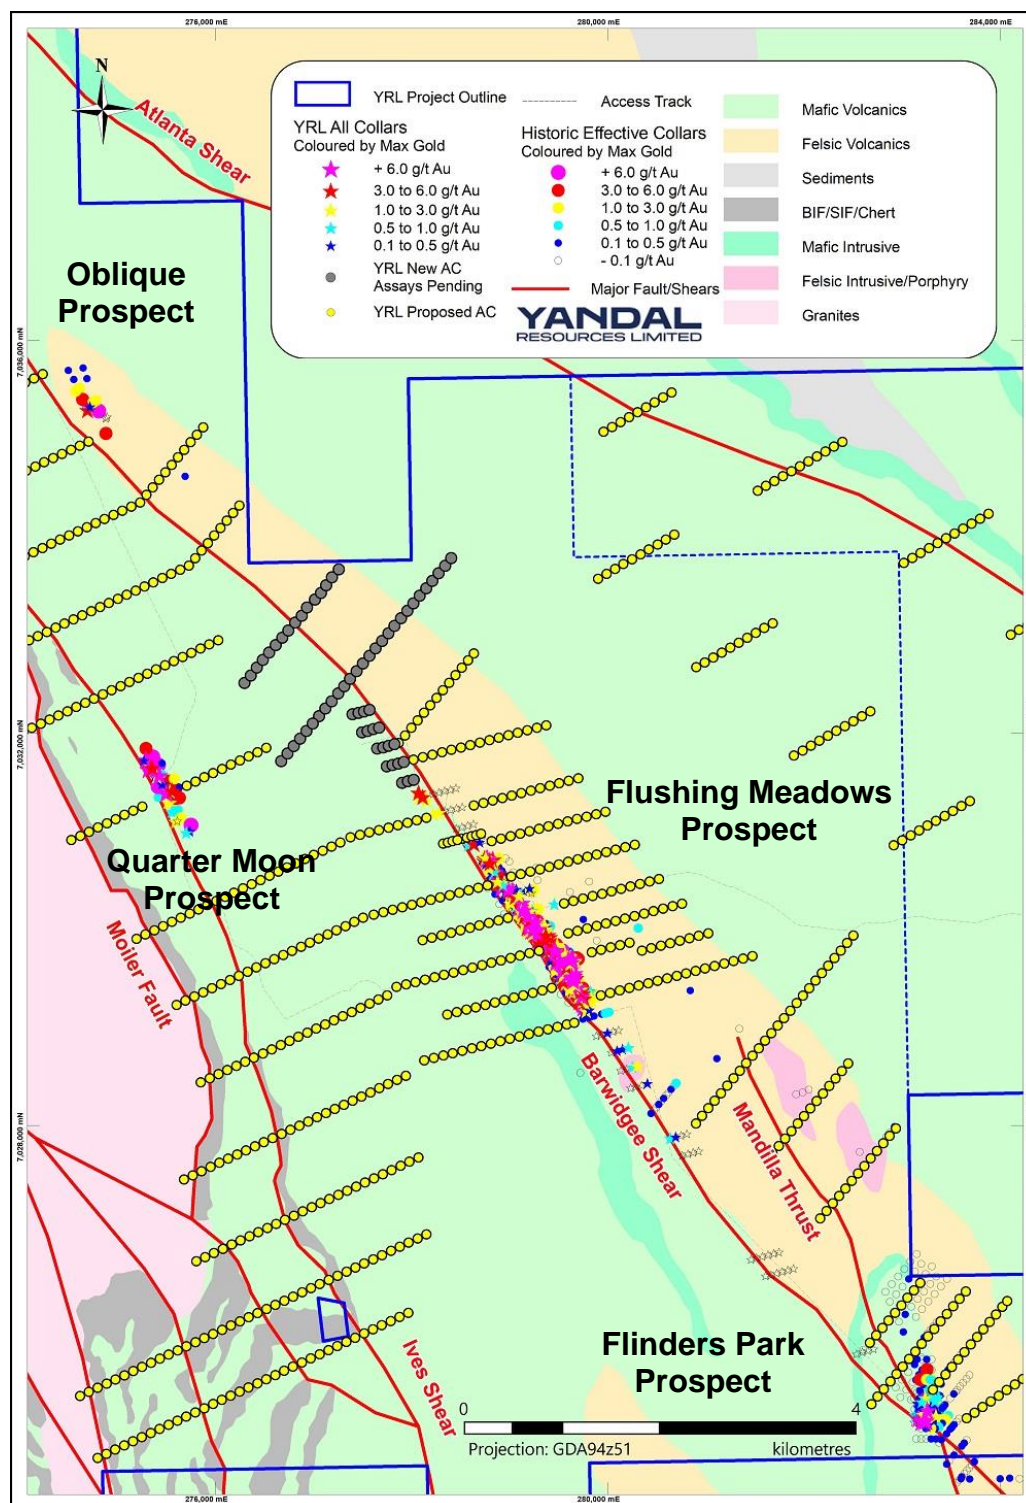 276,000 mE
280,000 mE
284,000 mE
N
Atlanta Shear
YRL Project Outline
YRL All Collars
Coloured by Max Gold
+ 6.0 g/t Au
3.0 to 6.0 g/t Au
1.0 to 3.0 g/t Au
0.5 to 1.0 g/t Au
0.1 to 0.5 g/t Au
YRL New AC
Assays Pending
YRL Proposed AC
Access Track
Historic Effective Collars
Coloured by Max Gold
+ 6.0 g/t Au
3.0 to 6.0 g/t Au
1.0 to 3.0 g/t Au
0.5 to 1.0 g/t Au
0.1 to 0.5 g/t Au
- 0.1 g/t Au
Major Fault/Shears
YANDAL
RESOURCES LIMITED
Mafic Volcanics
Felsic Volcanics
Sediments
BIF/SIF/Chert
Mafic Intrusive
Felsic Intrusive/Porphyry
Granites
Oblique
Prospect
7,036,000 mN
7,032,000 mN
Flushing Meadows
Prospect
Quarter Moon
Prospect
Moiler Fault
Barwidgee Shear
Mandilla Thrust
7,028,000 mN
Flinders Park
Prospect
Ives Shear
0
4
Projection: GDA94z51
kilometres
276,000 mE
280,000 mE